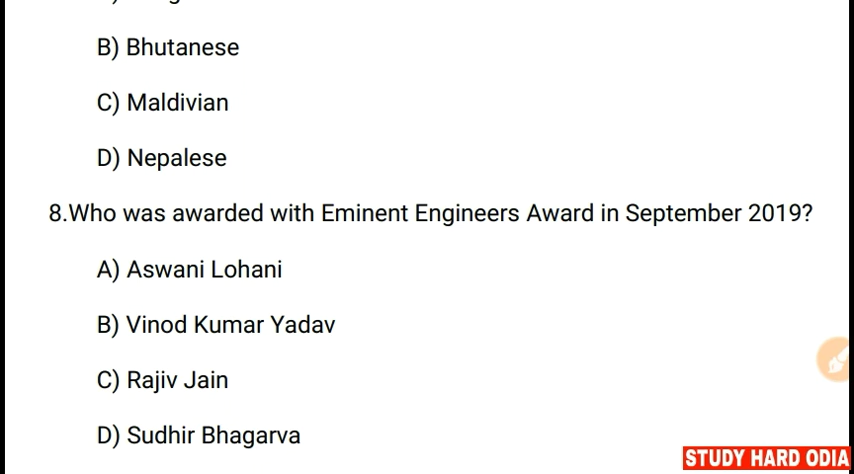 B) Bhutanese
C) Maldivian
D) Nepalese
8.Who was awarded with Eminent Engineers Award in September 2019?
A) Aswani Lohani
B) Vinod Kumar Yadav
C) Rajiv Jain
D) Sudhir Bhagarva
STUDY HARD ODIA